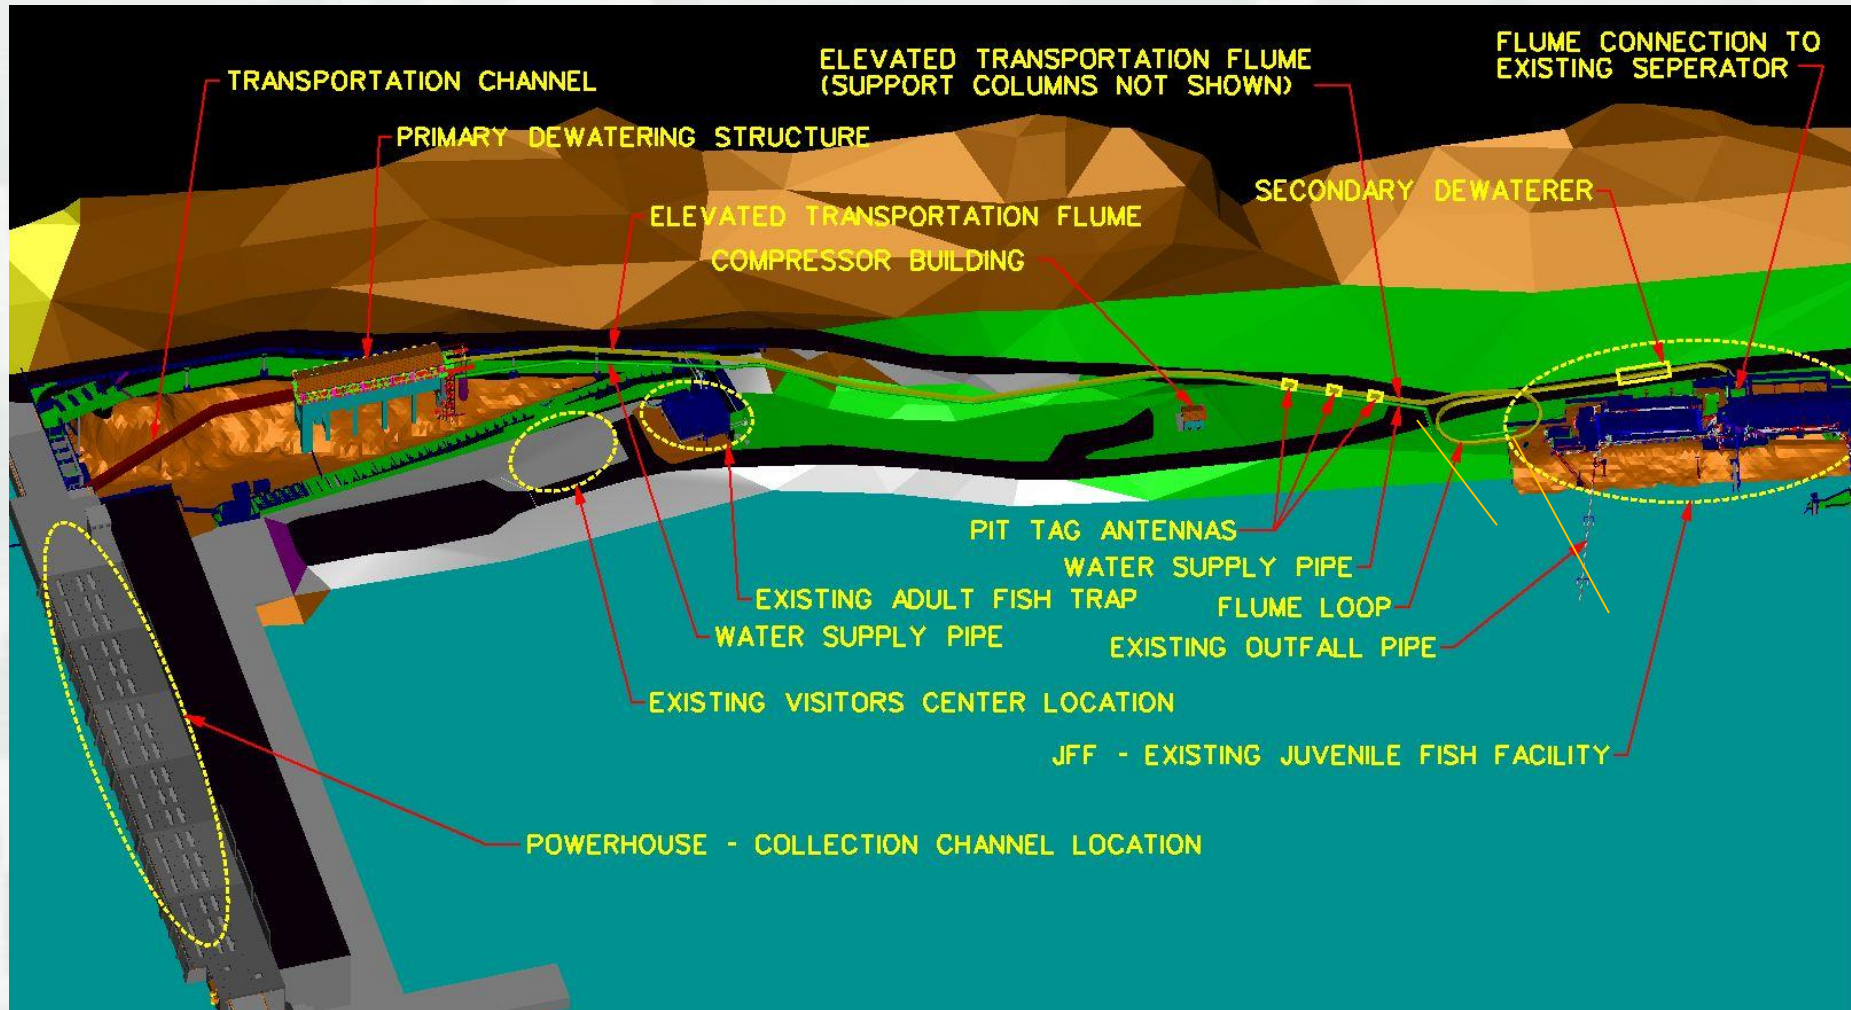 TRANSPORTATION CHANNEL
PRIMARY DEWATERING STRUCTURE
ELEVATED TRANSPORTATION FLUME
(SUPPORT COLUMNS NOT SHOWN)
FLUME CONNECTION TO
EXISTING SEPERATOR
SECONDARY DEWATERER
ELEVATED TRANSPORTATION FLUME
COMPRESSOR BUILDING
PIT TAG ANTENNAS
WATER SUPPLY PIPE
EXISTING ADULT FISH TRAP
FLUME LOOP
WATER SUPPLY PIPE
EXISTING OUTFALL PIPE
EXISTING VISITORS CENTER LOCATION
JFF - EXISTING JUVENILE FISH FACILITY
POWERHOUSE - COLLECTION CHANNEL LOCATION